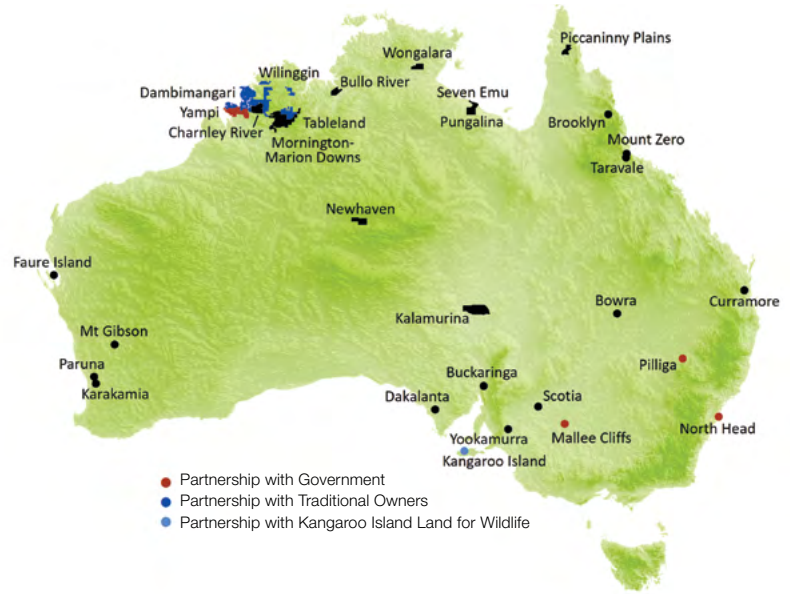 Piccaninny Plains
Wongalara
Wilinggin
Bullo River
Dambimangari
Seven Emu
Yampi
Charnley River
Tableland
Pungalina
Brooklyn
Mornington-
Marion Downs
Mount Zero
Taravale
Newhaven
Faure Island
Kalamurina
Bowra
Curramore
Mt Gibson
Paruna
Karakamia
Pilliga
Buckaringa
Dakalanta
Scotia
Yookamurra
Mallee Cliffs
North Head
Kangaroo Island
Partnership with Government
Partnership with Traditional Owners
Partnership with Kangaroo Island Land for Wildlife